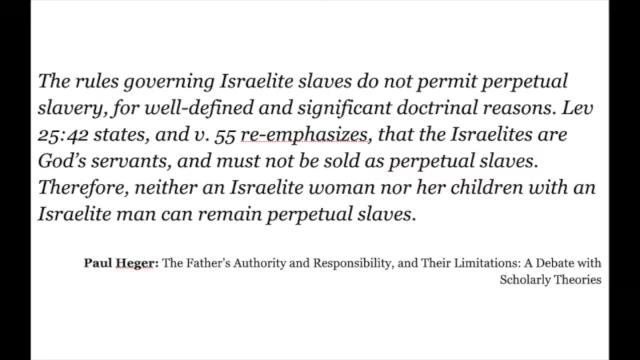 The rules governing Israelite slaves do not permit perpetual
slavery, for well-defined and significant doctrinal reasons. Lev
25:42 states, and v. 55 re-emphasizes, that the Israelites are
God's servants, and must not be sold as perpetual slaves.
Therefore, neither an Israelite woman nor her children with an
Israelite man can remain perpetual slaves.
Paul Heger: The Father's Authority and Responsibility, and Their Limitations: A Debate with
Scholarly Theories